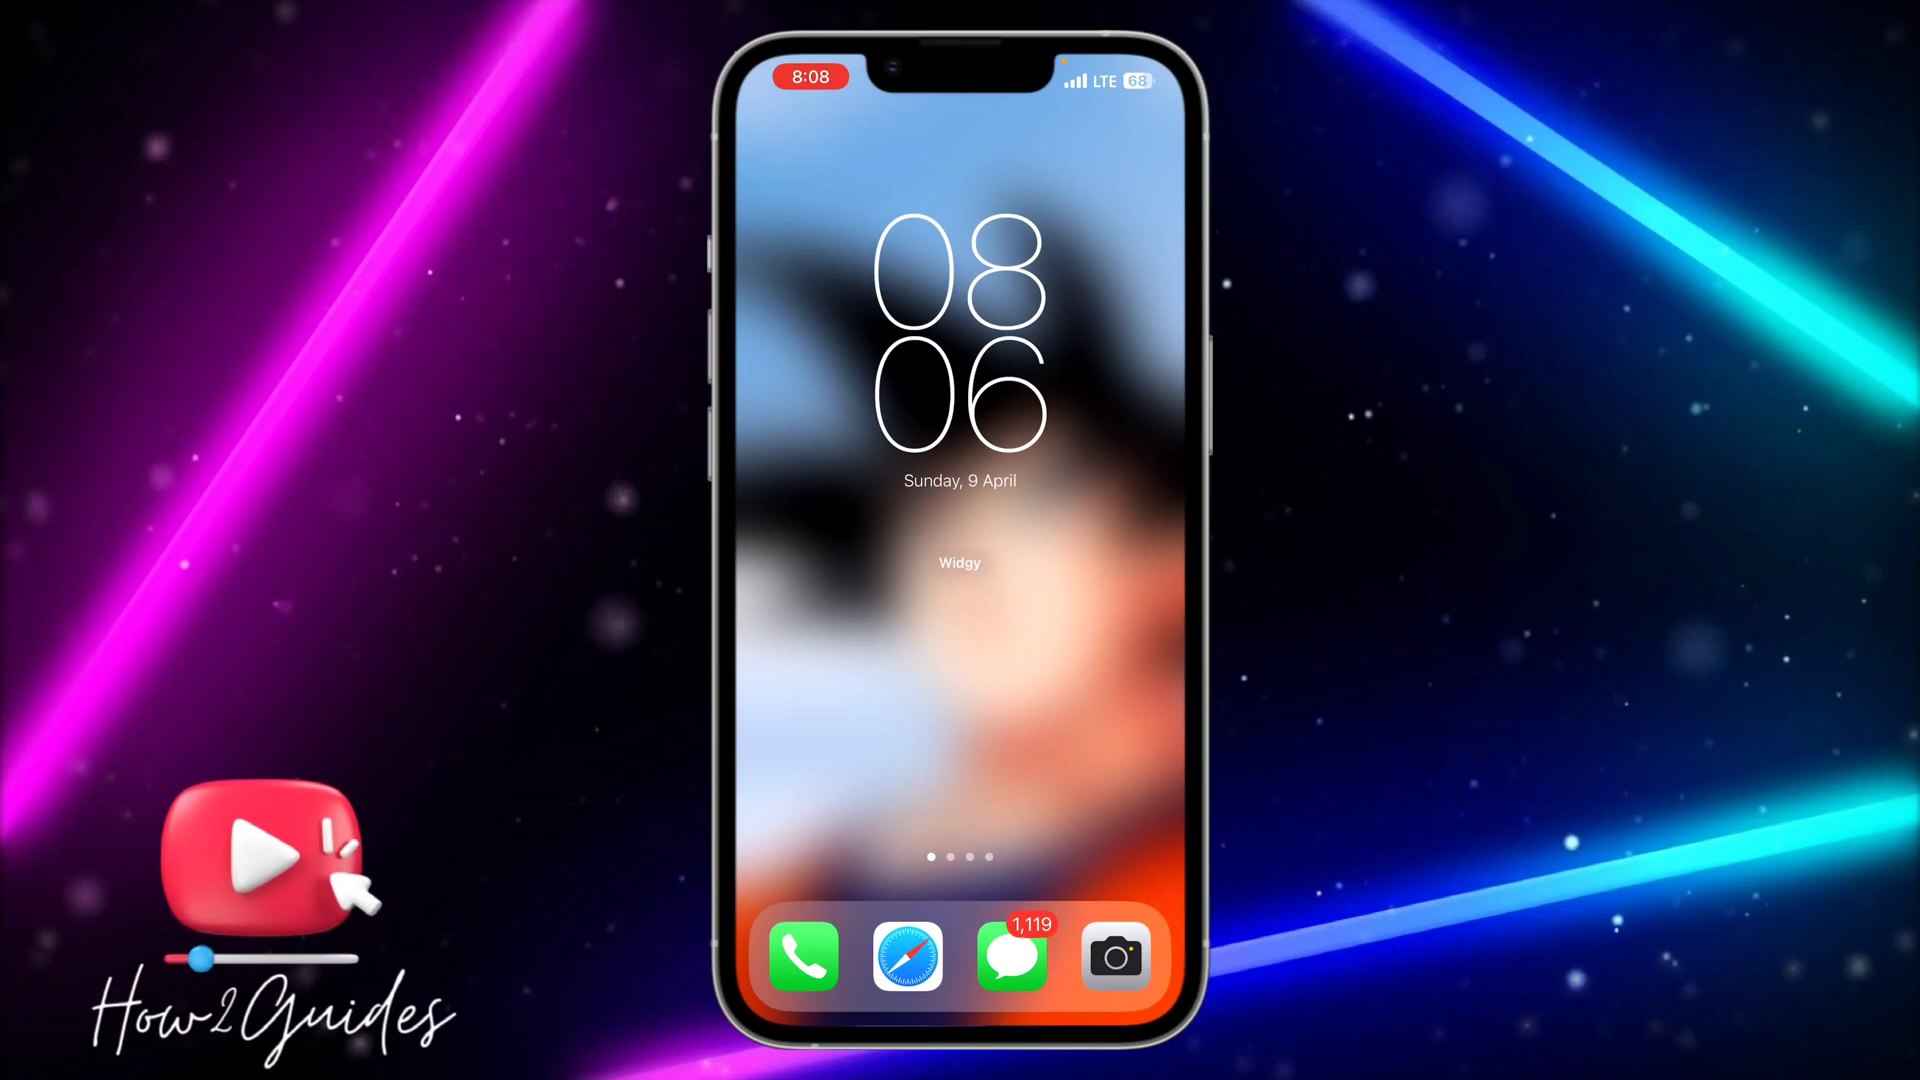 8:08
LTE 68
08
06
Sunday, 9 April
Widgy
1,119
How2Guides